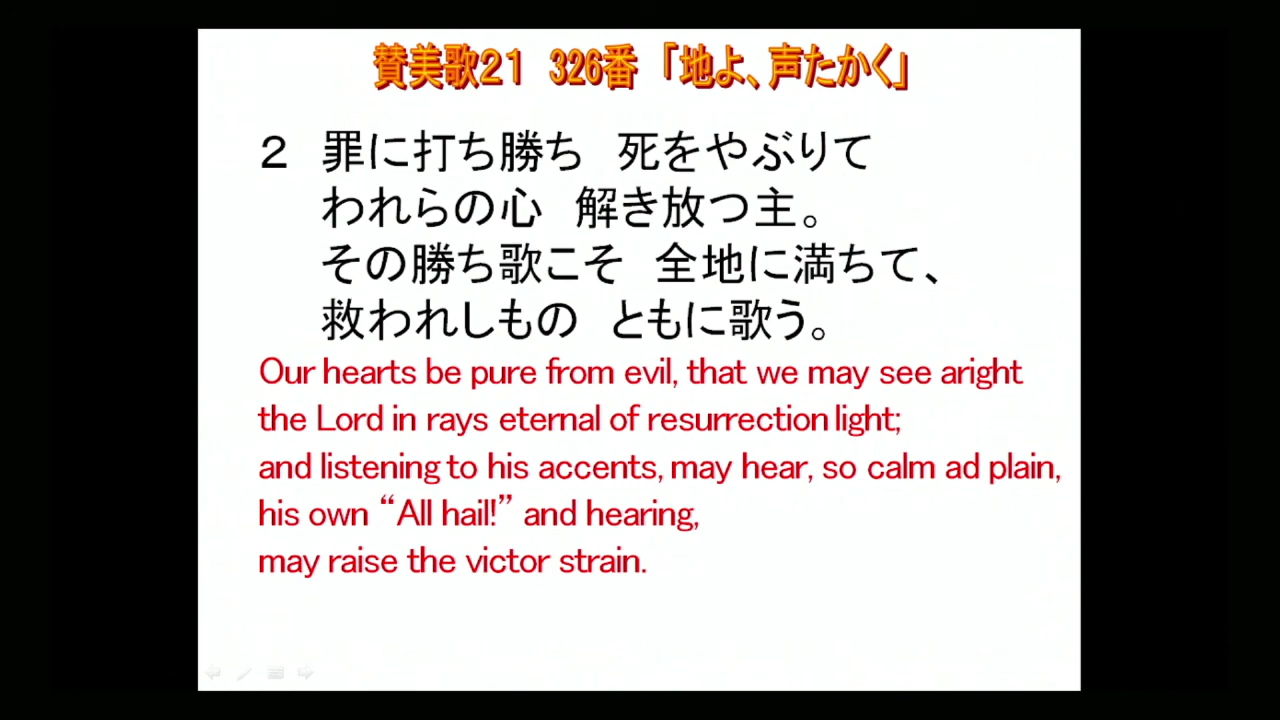 賛美歌２１　326番　「地よ、声たかく」
２　罪に打ち勝ち　死をやぶりて
われらの心　解き放つ主。
その勝ち歌こそ　全地に満ちて、
救われしもの　ともに歌う。
Our hearts be pure from evil, that we may see aright
the Lord in rays eternal of resurrection light;
and listening to his accents, may hear, so calm ad plain,
his own “All hail!” and hearing,
may raise the victor strain.